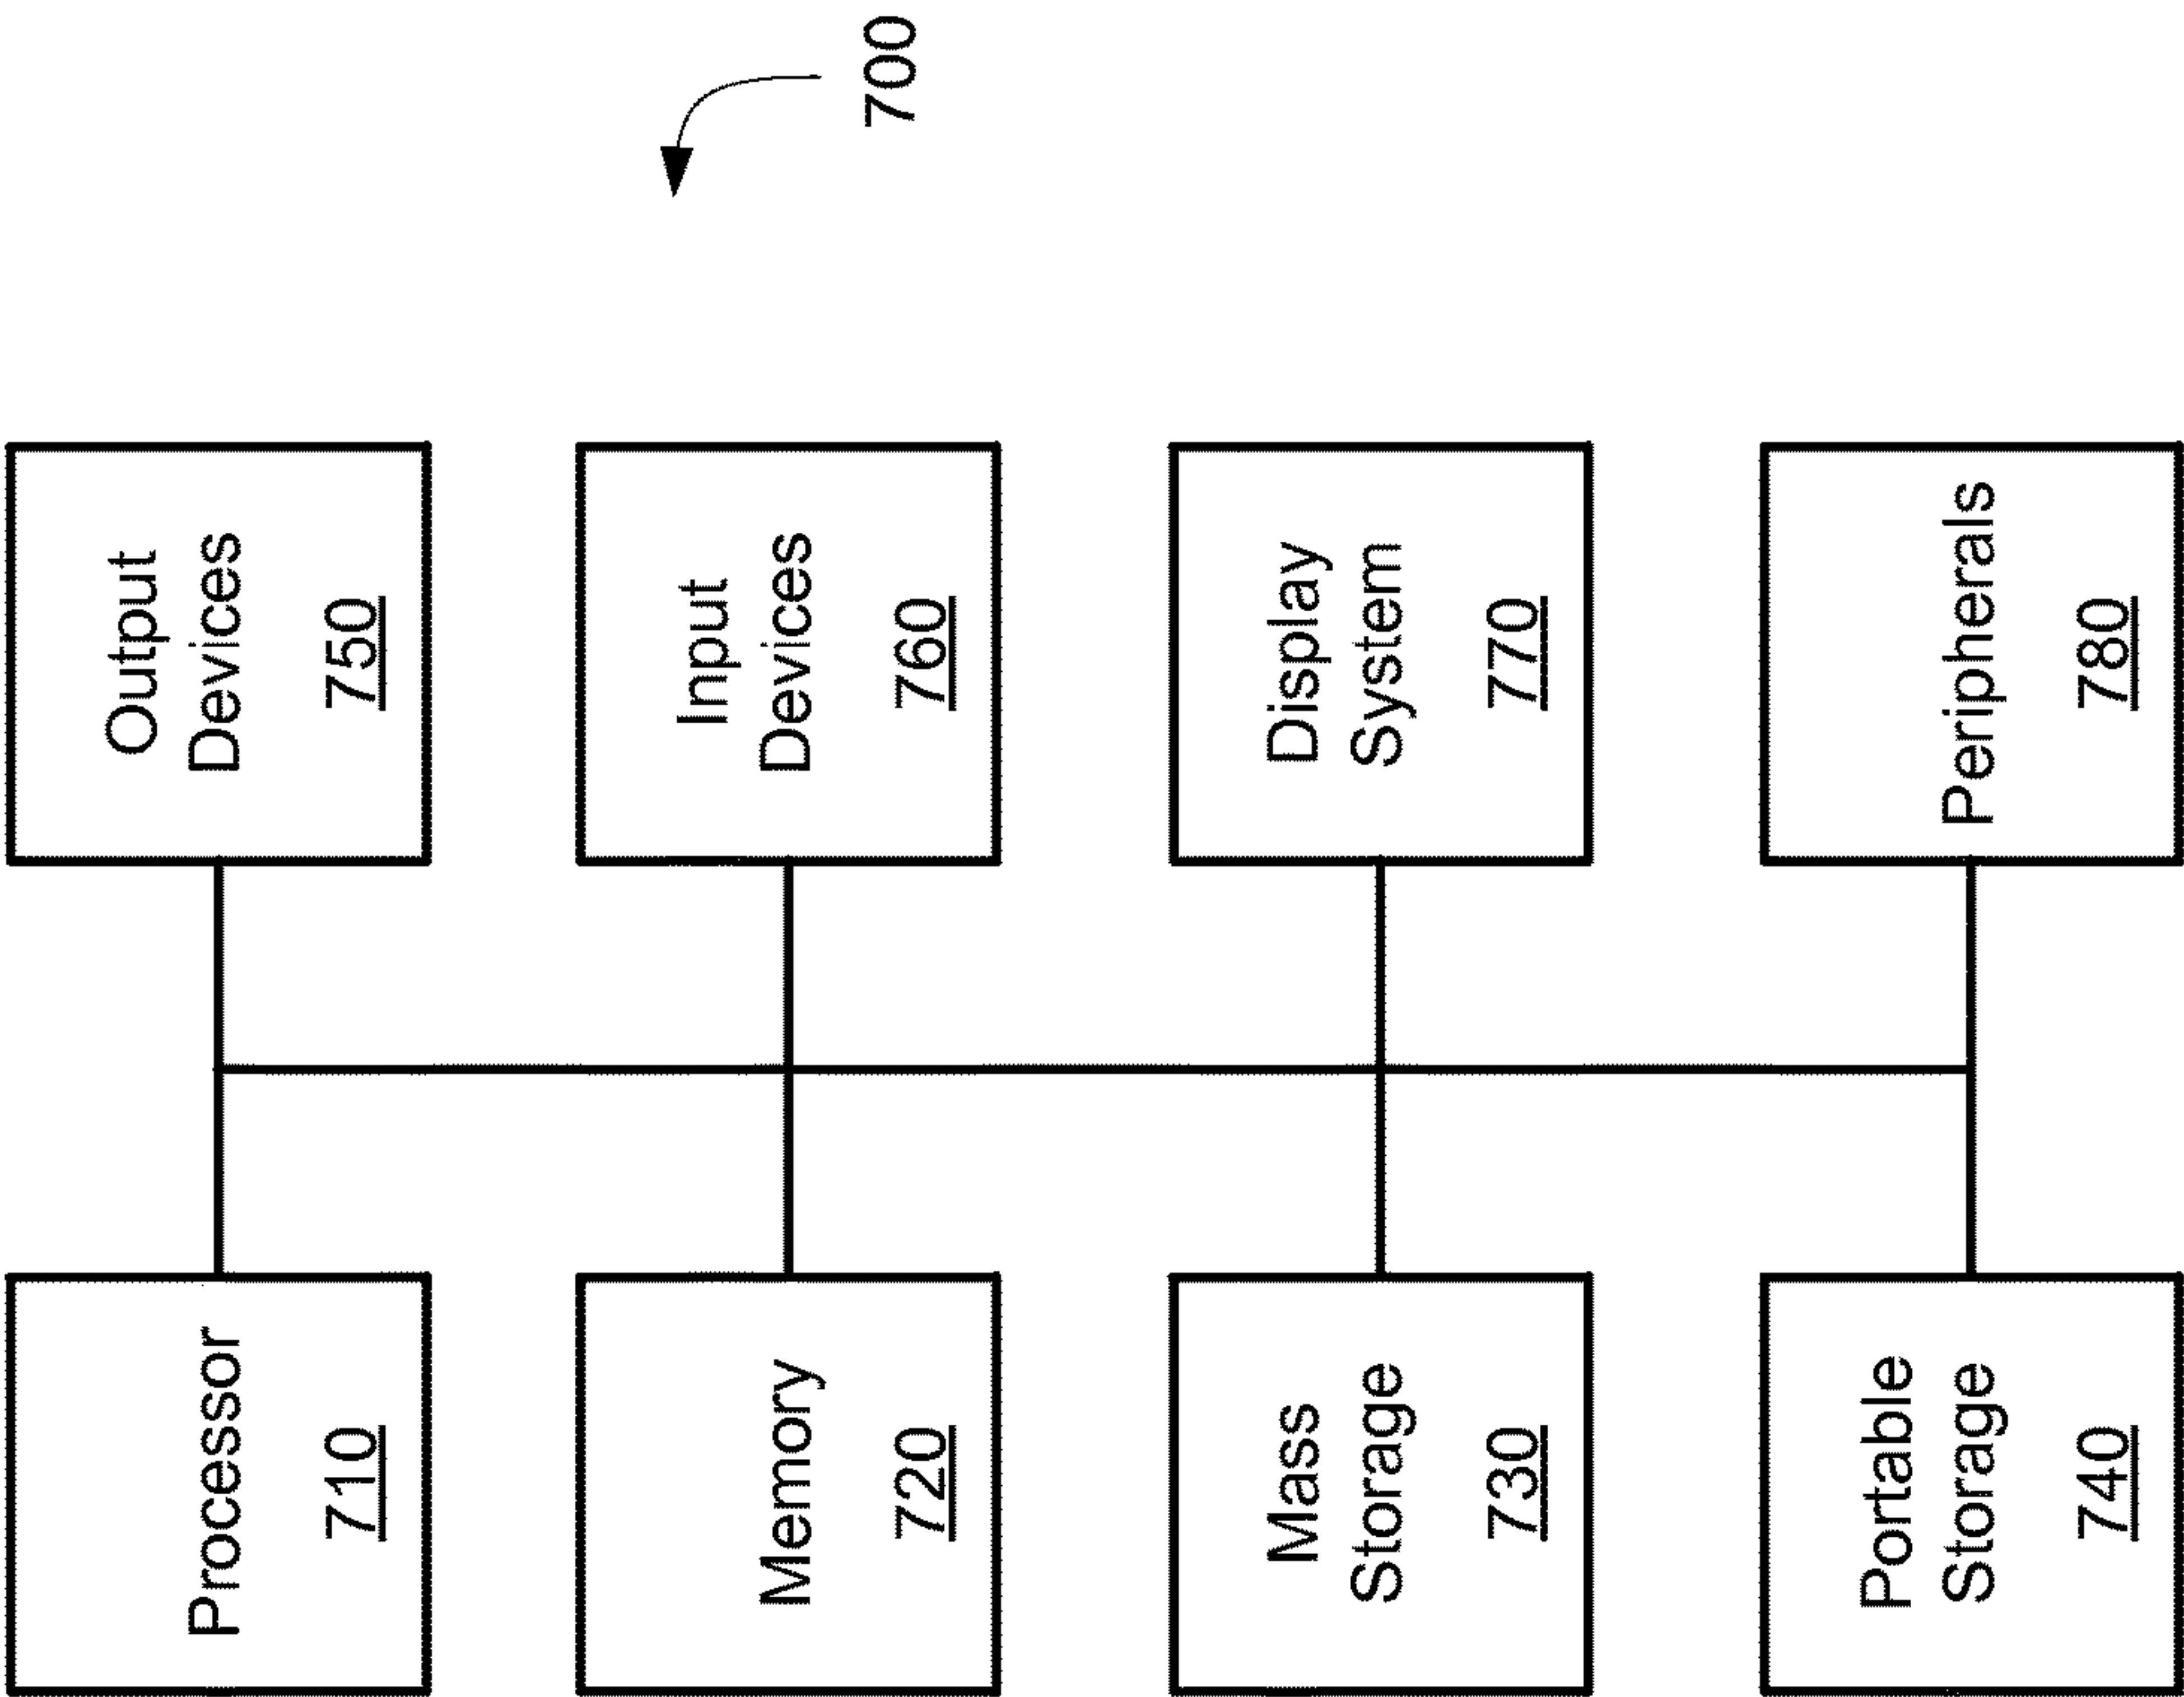 700
Processor
710
Output
Devices
750
Memory
720
Input
Devices
760
Mass
Storage
730
Display
System
770
Portable
Storage
740
Peripherals
780